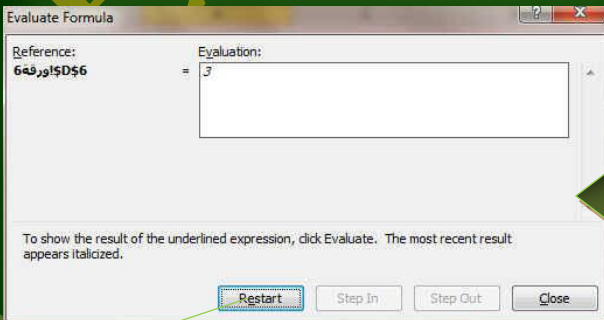 Evaluate Formula
Reference:
Evaluation:
ورقة6!$D$6
=
3
To show the result of the underlined expression, click Evaluate. The most recent result
appears italicized.
Restart
Step In
Step Out
Close